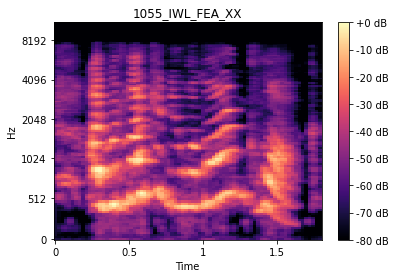 1055_IWL_FEA_XX
+0 dB
8192
-10 dB
4096
-20 dB
-30 dB
2048
Hz
-40 dB
1024
-50 dB
512
-60 dB
-70 dB
0
-80 dB
0
0.5
1
1.5
Time